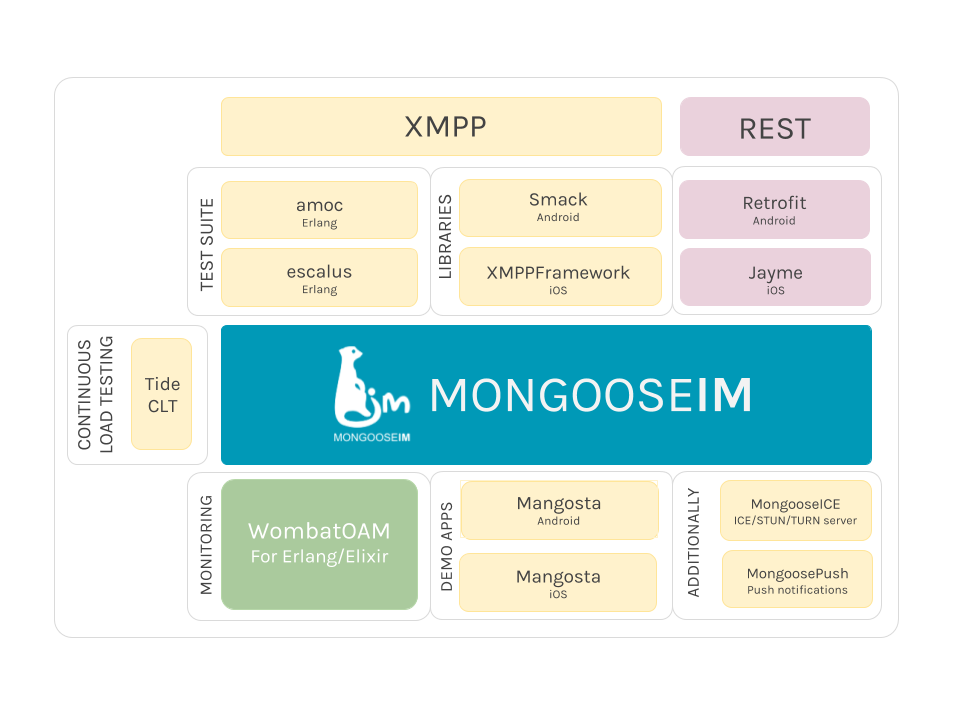 XMPP
REST
TEST SUITE
amoc
Erlang
escalus
Erlang
LIBRARIES
Smack
Android
XMPPFramework
iOS
Retrofit
Android
Jayme
iOS
CONTINUOUS
LOAD TESTING
Tide
CLT
im
MONGOOSEIM
MONGOOSEIM
MONITORING
WombatOAM
For Erlang/Elixir
DEMO APPS
Mangosta
Android
Mangosta
iOS
ADDITIONALLY
MongooseICE
ICE/STUN/TURN server
MongoosePush
Push notifications